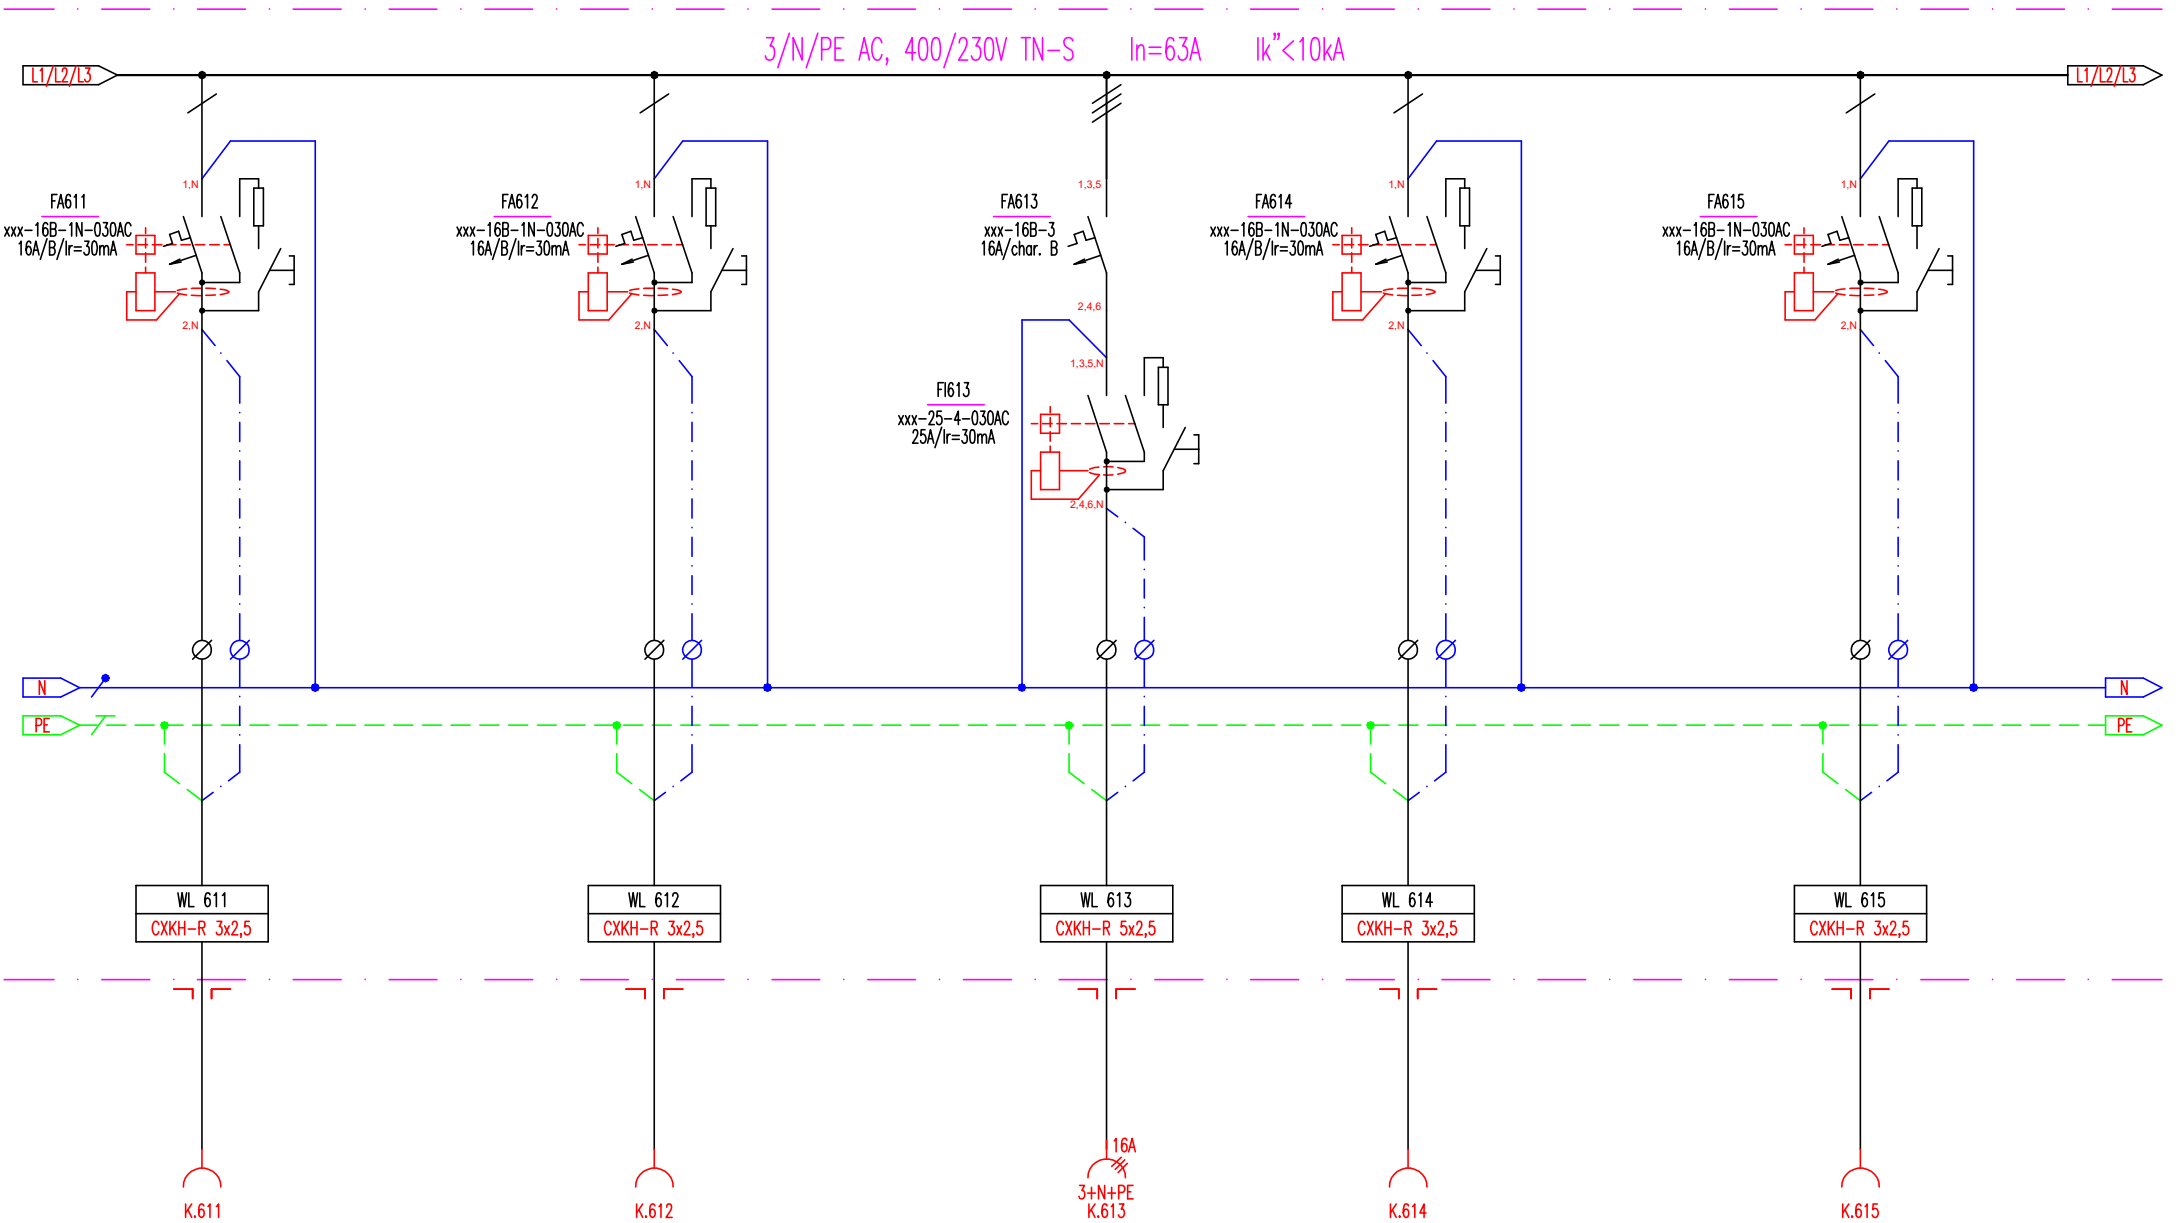 3/N/PE AC, 400/230V TN-S In=63A Ik"<10kA
L1/L2/L3
L1/L2/L3
1,N
1,N
1,3,5
1,N
1,N
FA611
xxx-16B-1N-030AC
16A/B/Ir=30mA
FA612
xxx-16B-1N-030AC
16A/B/Ir=30mA
FA613
xxx-16B-3
16A/char. B
FA614
xxx-16B-1N-030AC
16A/B/Ir=30mA
FA615
xxx-16B-1N-030AC
16A/B/Ir=30mA
2,N
2,N
2,4,6
2,N
2,N
1,3,5,N
FI613
xxx-25-4-030AC
25A/Ir=30mA
2,4,6,N
N
N
PE
PE
WL 611
CXKH-R 3x2,5
WL 612
CXKH-R 3x2,5
WL 613
CXKH-R 5x2,5
WL 614
CXKH-R 3x2,5
WL 615
CXKH-R 3x2,5
16A
3+N+PE
K.611
K.612
K.613
K.614
K.615